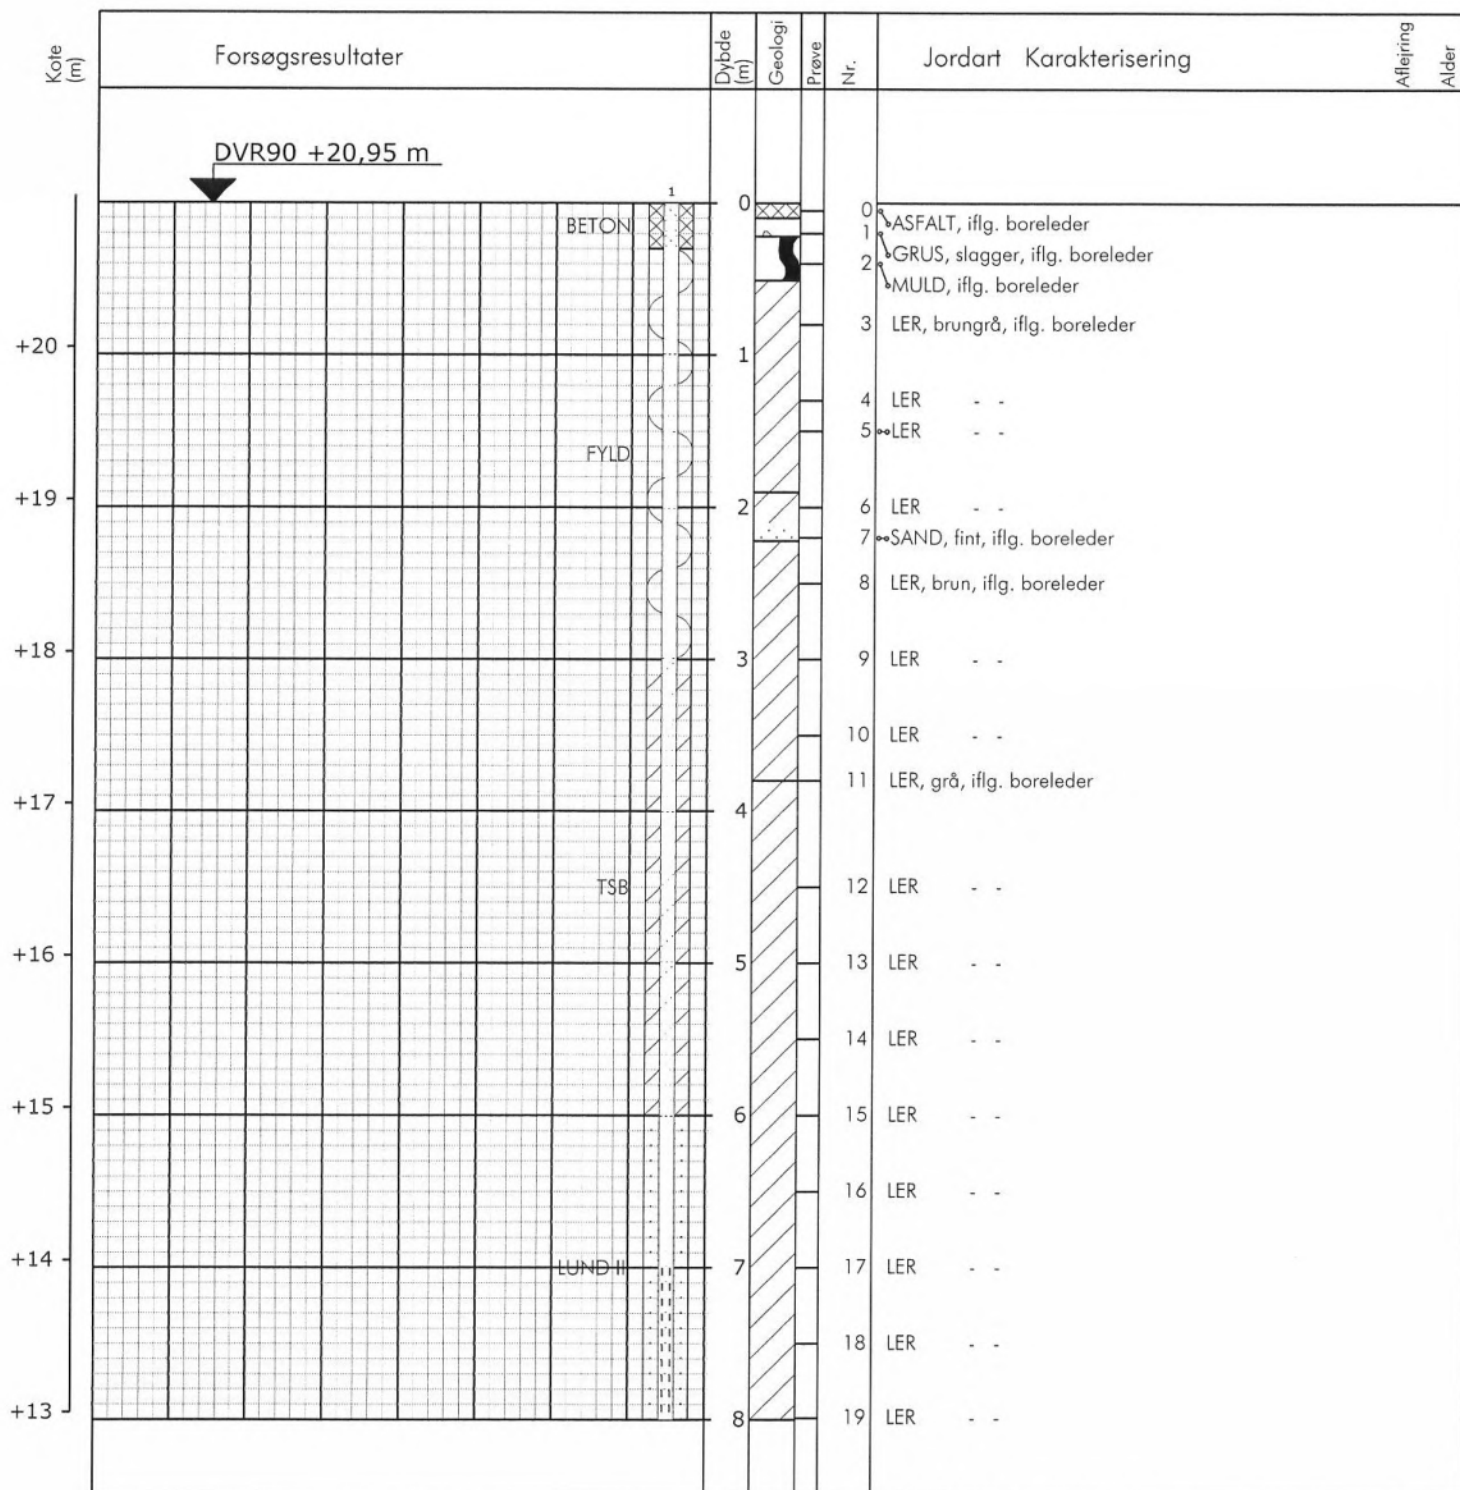 Kote (m) Forsøgsresultater Dybde (m) Geologi Prøve Nr. Jordart Karakterisering Aflejring Alder
DVR90 +20,95 m
1
0 0 ASFALT, iflg. boreleder
BETON 1 GRUS, slagger, iflg. boreleder
2 MULD, iflg. boreleder
3 LER, brungrå, iflg. boreleder
+20 1
4 LER - -
5 LER - -
FYLD
+19 2 6 LER - -
7 SAND, fint, iflg. boreleder
8 LER, brun, iflg. boreleder
+18 3 9 LER - -
10 LER - -
11 LER, grå, iflg. boreleder
+17 4
TSB 12 LER - -
+16 5 13 LER - -
14 LER - -
+15 6 15 LER - -
16 LER - -
+14 LUND II 7 17 LER - -
18 LER - -
+13 8 19 LER - -